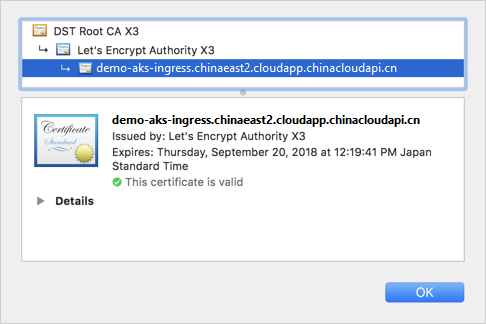 DST Root CA X3
Let's Encrypt Authority X3
demo-aks-ingress.chinaeast2.cloudapp.chinacloudapi.cn
Certificate
Standard
demo-aks-ingress.chinaeast2.cloudapp.chinacloudapi.cn
Issued by: Let's Encrypt Authority X3
Expires: Thursday, September 20, 2018 at 12:19:41 PM Japan
Standard Time
This certificate is valid
Details
OK